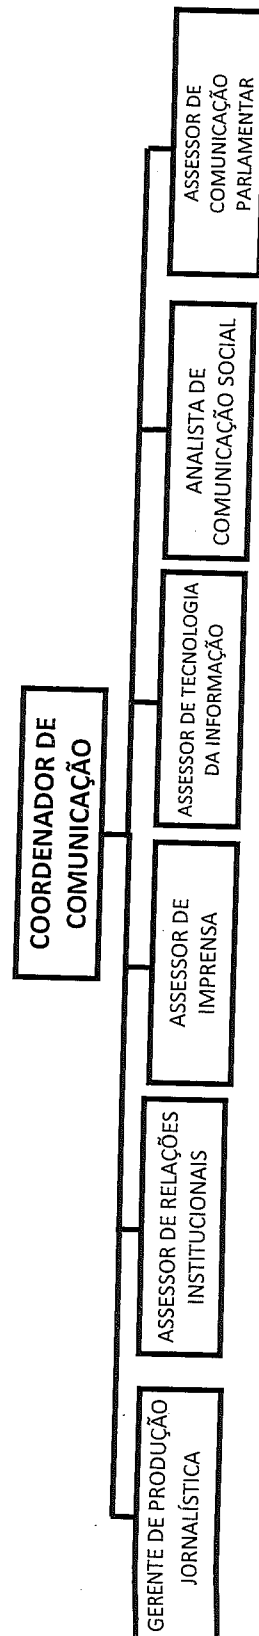 COORDENADOR DE
COMUNICAÇÃO
GERENTE DE PRODUÇÃO
JORNALÍSTICA
ASSESSOR DE RELAÇÕES
INSTITUCIONAIS
ASSESSOR DE
IMPRENSA
ASSESSOR DE TECNOLOGIA
DA INFORMAÇÃO
ANALISTA DE
COMUNICAÇÃO SOCIAL
ASSESSOR DE
COMUNICAÇÃO
PARLAMENTAR